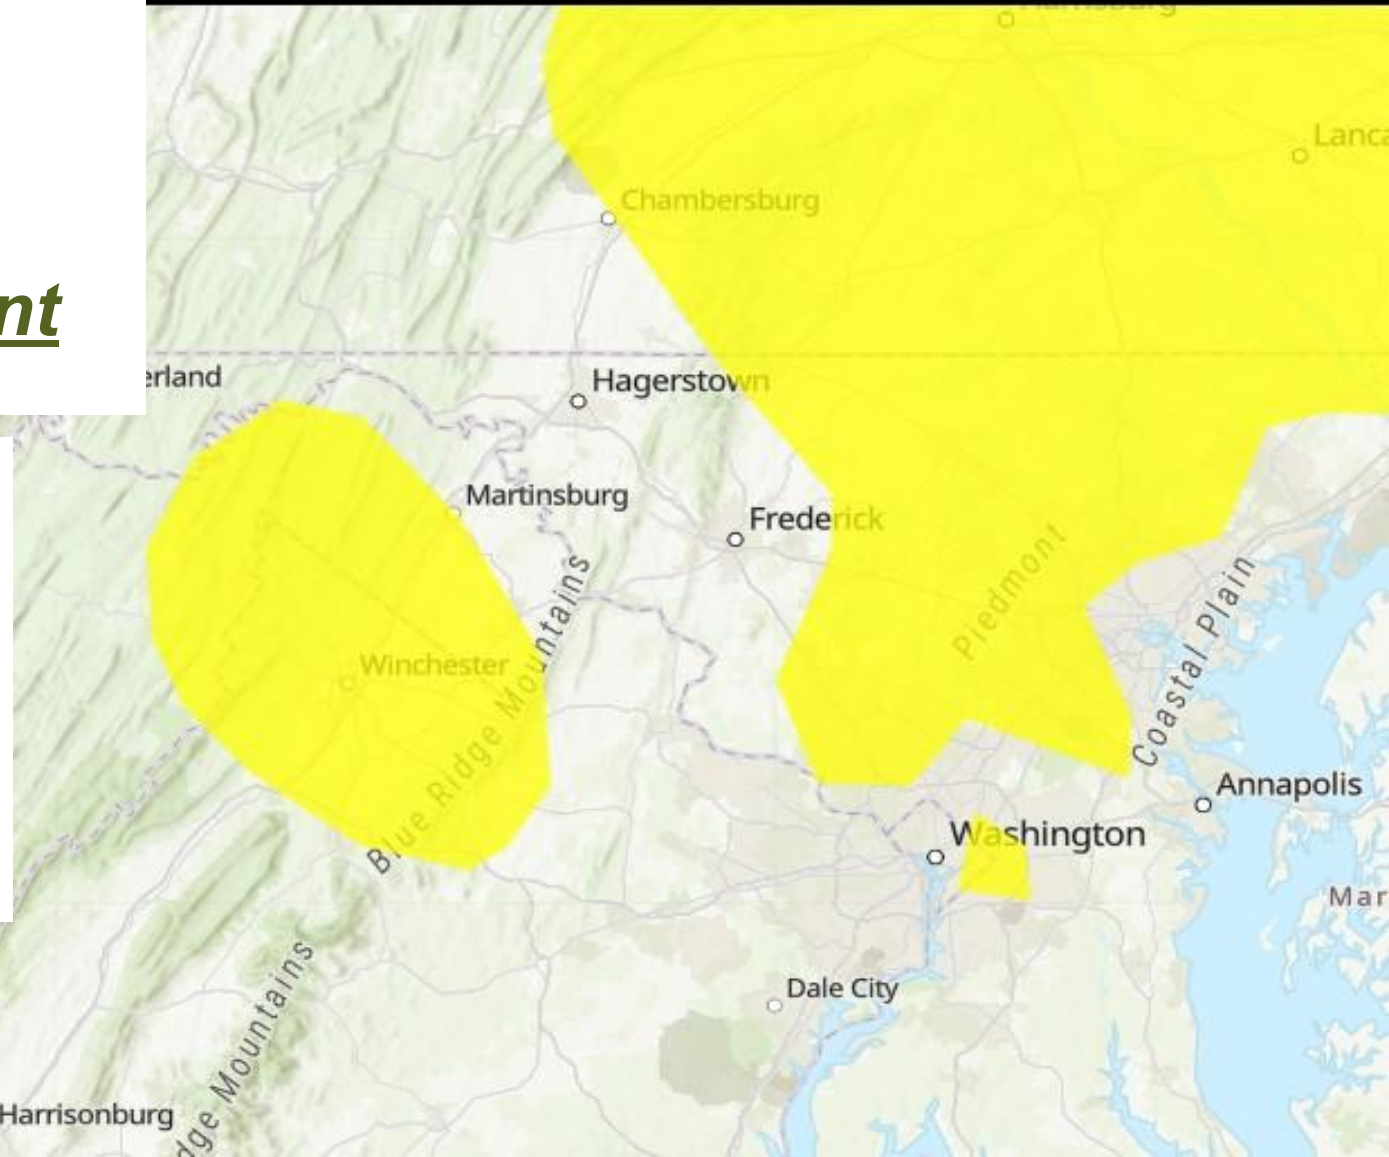 Lanca
Chambersburg
nt
erland
Hagerstown
Martinsburg
Frederick
Piedmont
Coastal Plain
Winchester
Blue Ridge Mountains
Annapolis
Washington
Mar
Dale City
dge Mountains
Harrisonburg